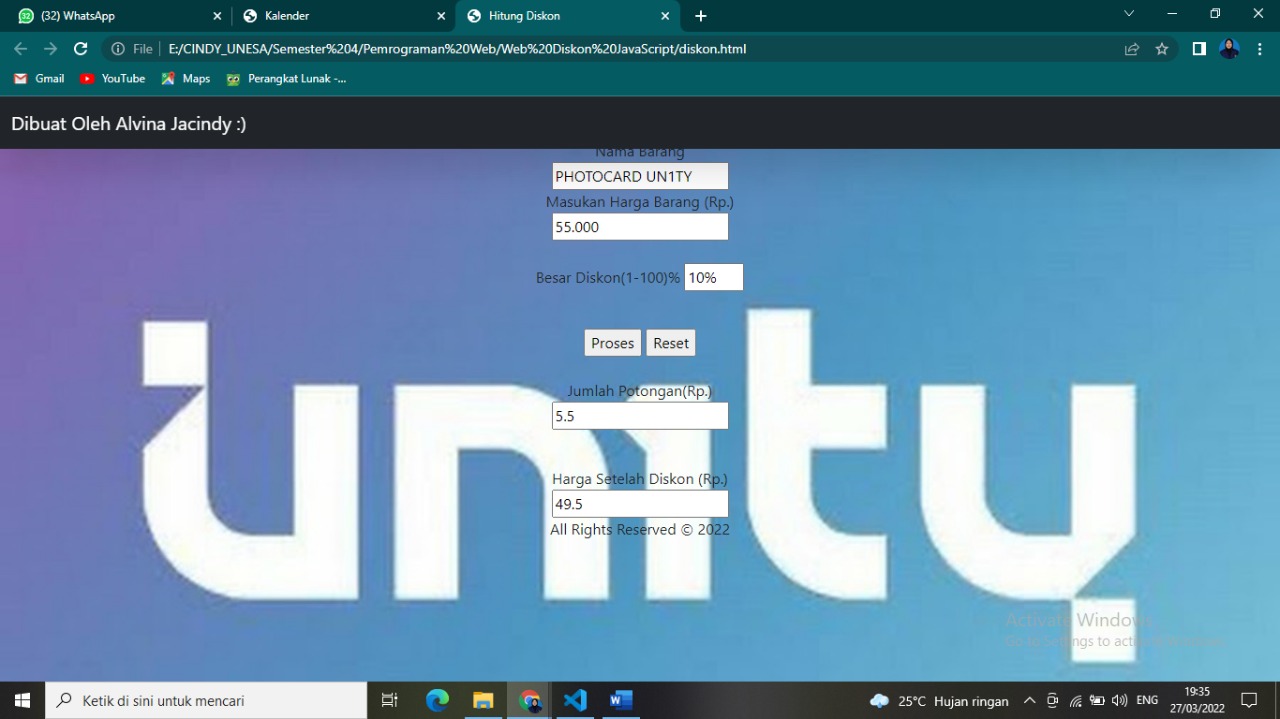 (32) WhatsApp
Kalender
Hitung Diskon
File
E:/CINDY_UNESA/Semester%204/Pemrograman%20Web/Web%20Diskon%20JavaScript/diskon.html
Gmail
YouTube
Maps
Perangkat Lunak -...
Dibuat Oleh Alvina Jacindy :)
Nama Barang
PHOTOCARD UN1TY
Masukan Harga Barang (Rp.)
55.000
Besar Diskon(1-100)% 10%
Proses Reset
Jumlah Potongan(Rp.)
5.5
Harga Setelah Diskon (Rp.)
49.5
All Rights Reserved © 2022
un1ty
Activate Windows
Go to Settings to activate Windows.
Ketik di sini untuk mencari
25°C Hujan ringan
ENG
19:35
27/03/2022